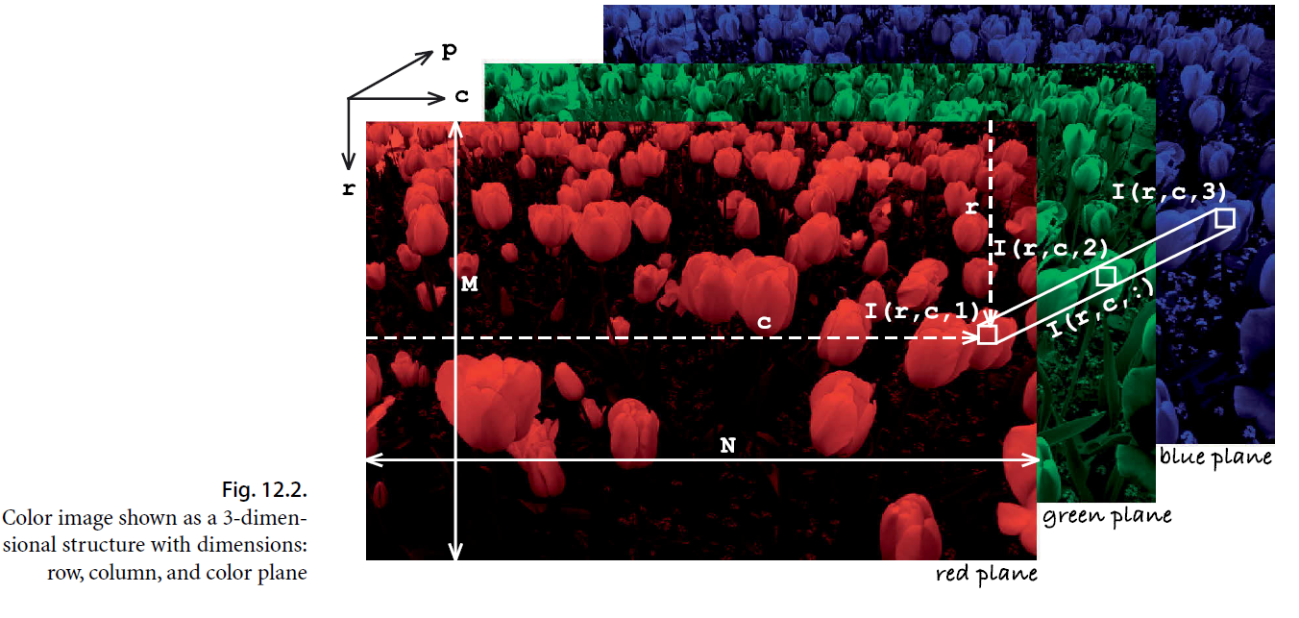 p
c
r
r
I(r,c,3)
I(r,c,2)
I(r,c,1)
I(r,c,:)
M
c
N
blue plane
green plane
red plane
Fig. 12.2.
Color image shown as a 3-dimen-
sional structure with dimensions:
row, column, and color plane